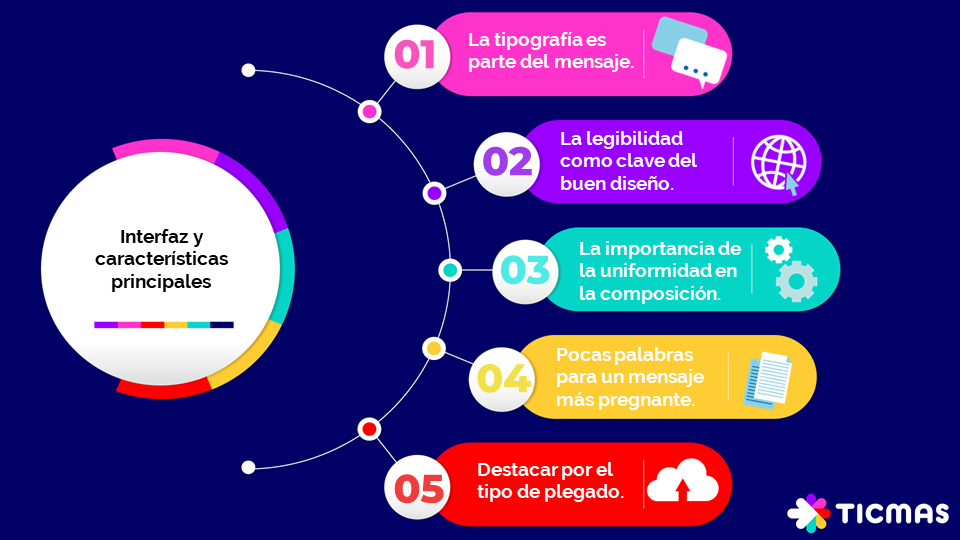 Interfaz y
características
principales
01
La tipografía es
parte del mensaje.
02
La legibilidad
como clave del
buen diseño.
03
La importancia de
la uniformidad en
la composición.
04
Pocas palabras
para un mensaje
más pregnante.
05
Destacar por el
tipo de plegado.
TICMAS